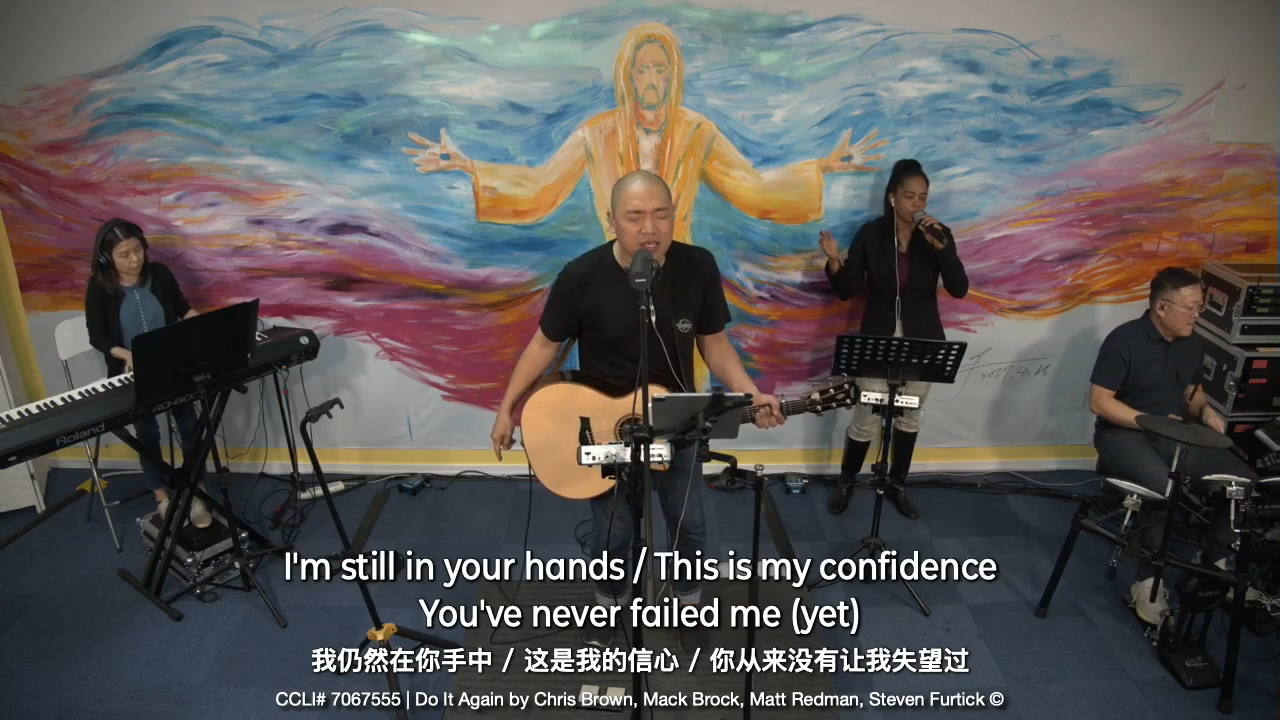 Roland
I'm still in your hands / This is my confidence
You've never failed me (yet)
我仍然在你手中 / 这是我的信心 / 你从来没有让我失望过
CCLI# 7067555 | Do It Again by Chris Brown, Mack Brock, Matt Redman, Steven Furtick ©